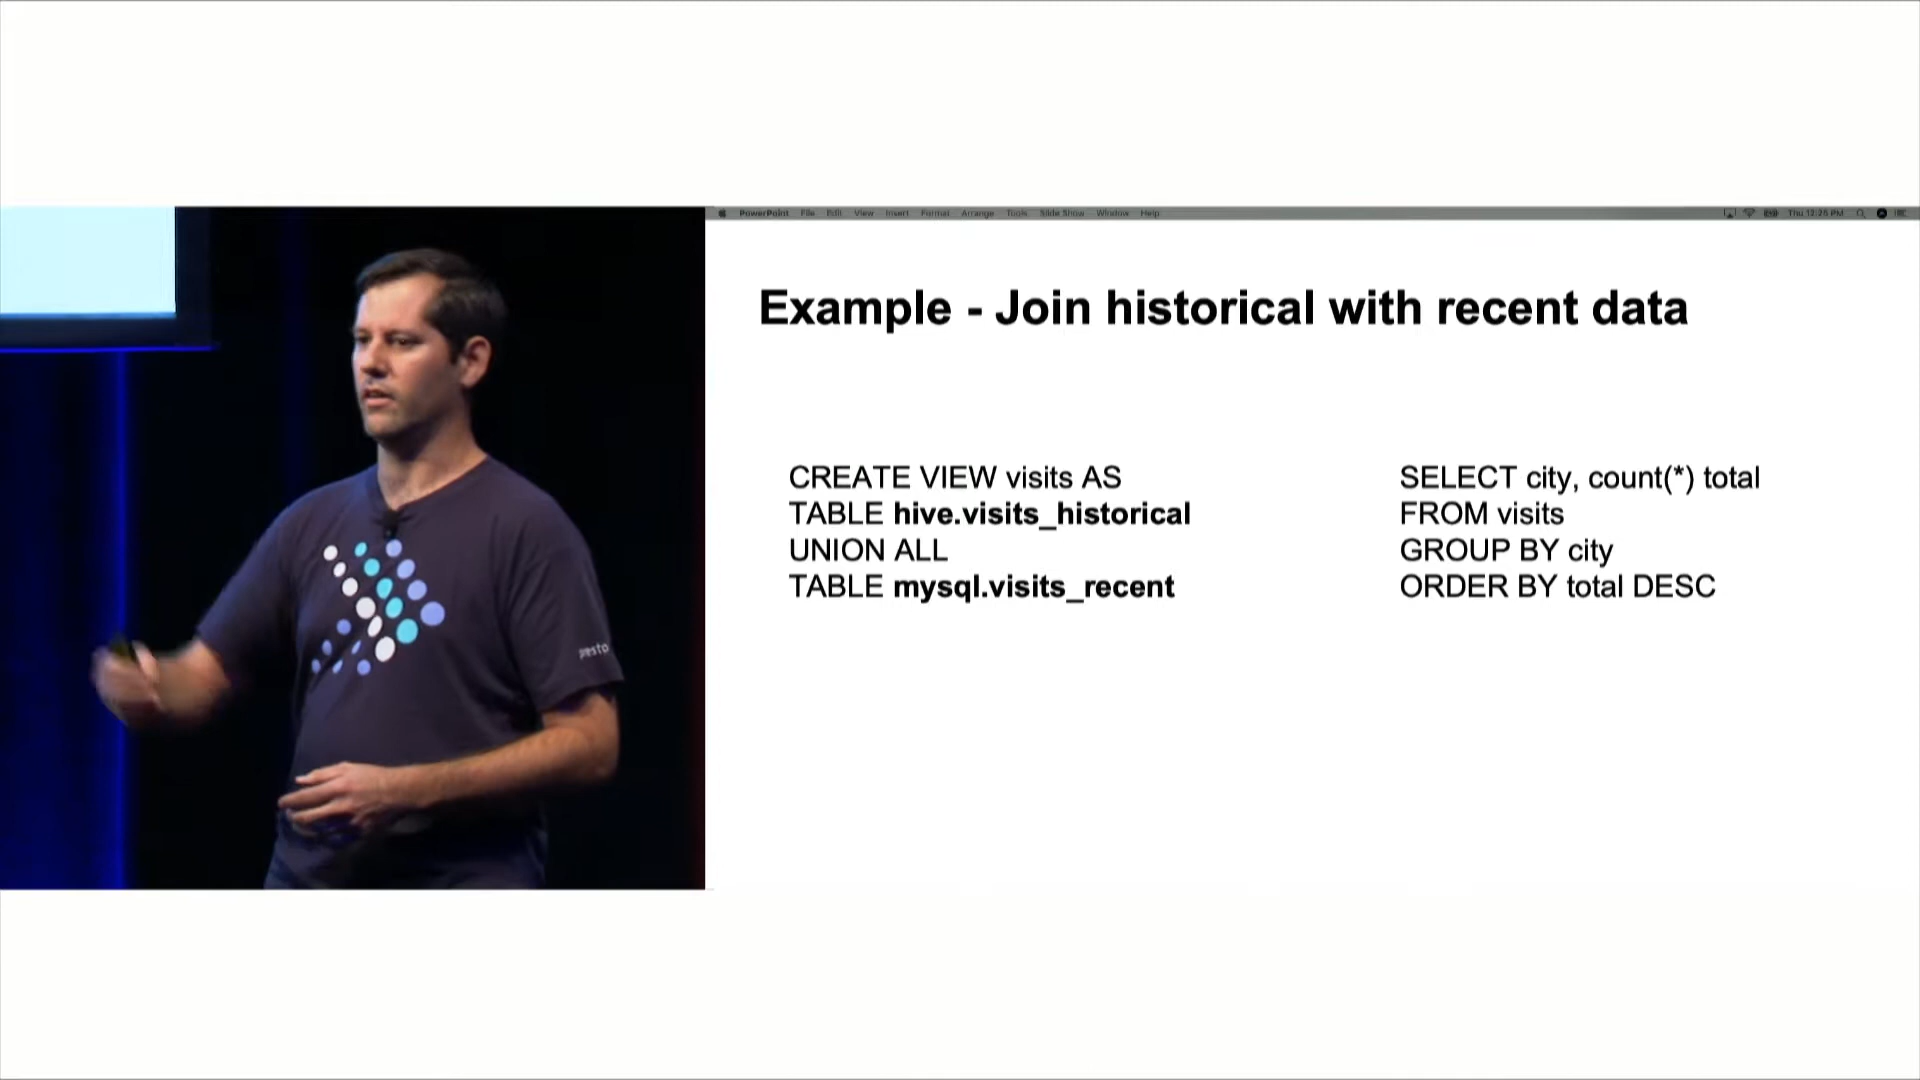 PowerPoint File Edit View Insert Format Arrange Tools Slide Show Window Help Thu 12:25 PM
Example - Join historical with recent data
CREATE VIEW visits AS
TABLE hive.visits_historical
UNION ALL
TABLE mysql.visits_recent
SELECT city, count(*) total
FROM visits
GROUP BY city
ORDER BY total DESC
presto